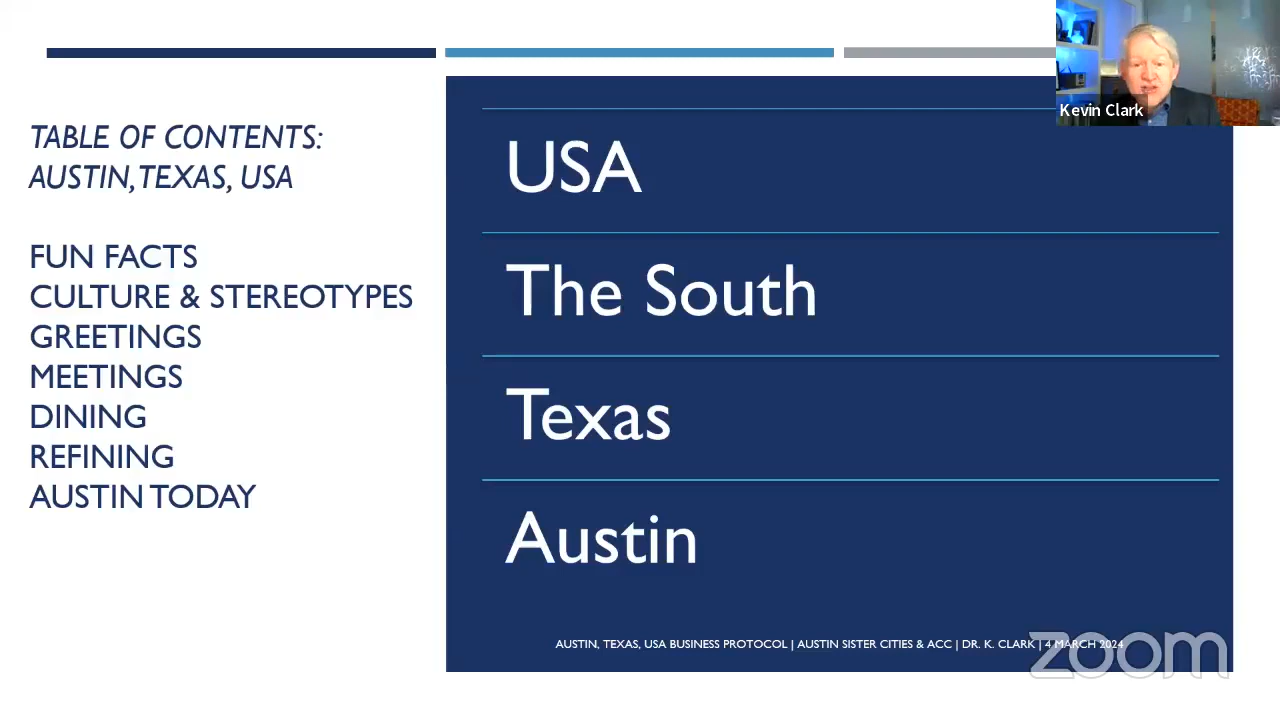 TABLE OF CONTENTS:
AUSTIN, TEXAS, USA
FUN FACTS
CULTURE & STEREOTYPES
GREETINGS
MEETINGS
DINING
REFINING
AUSTIN TODAY
USA
The South
Texas
Austin
AUSTIN, TEXAS, USA BUSINESS PROTOCOL | AUSTIN SISTER CITIES & ACC | DR. K. CLARK | 4 MARCH 2024
Kevin Clark
zoom